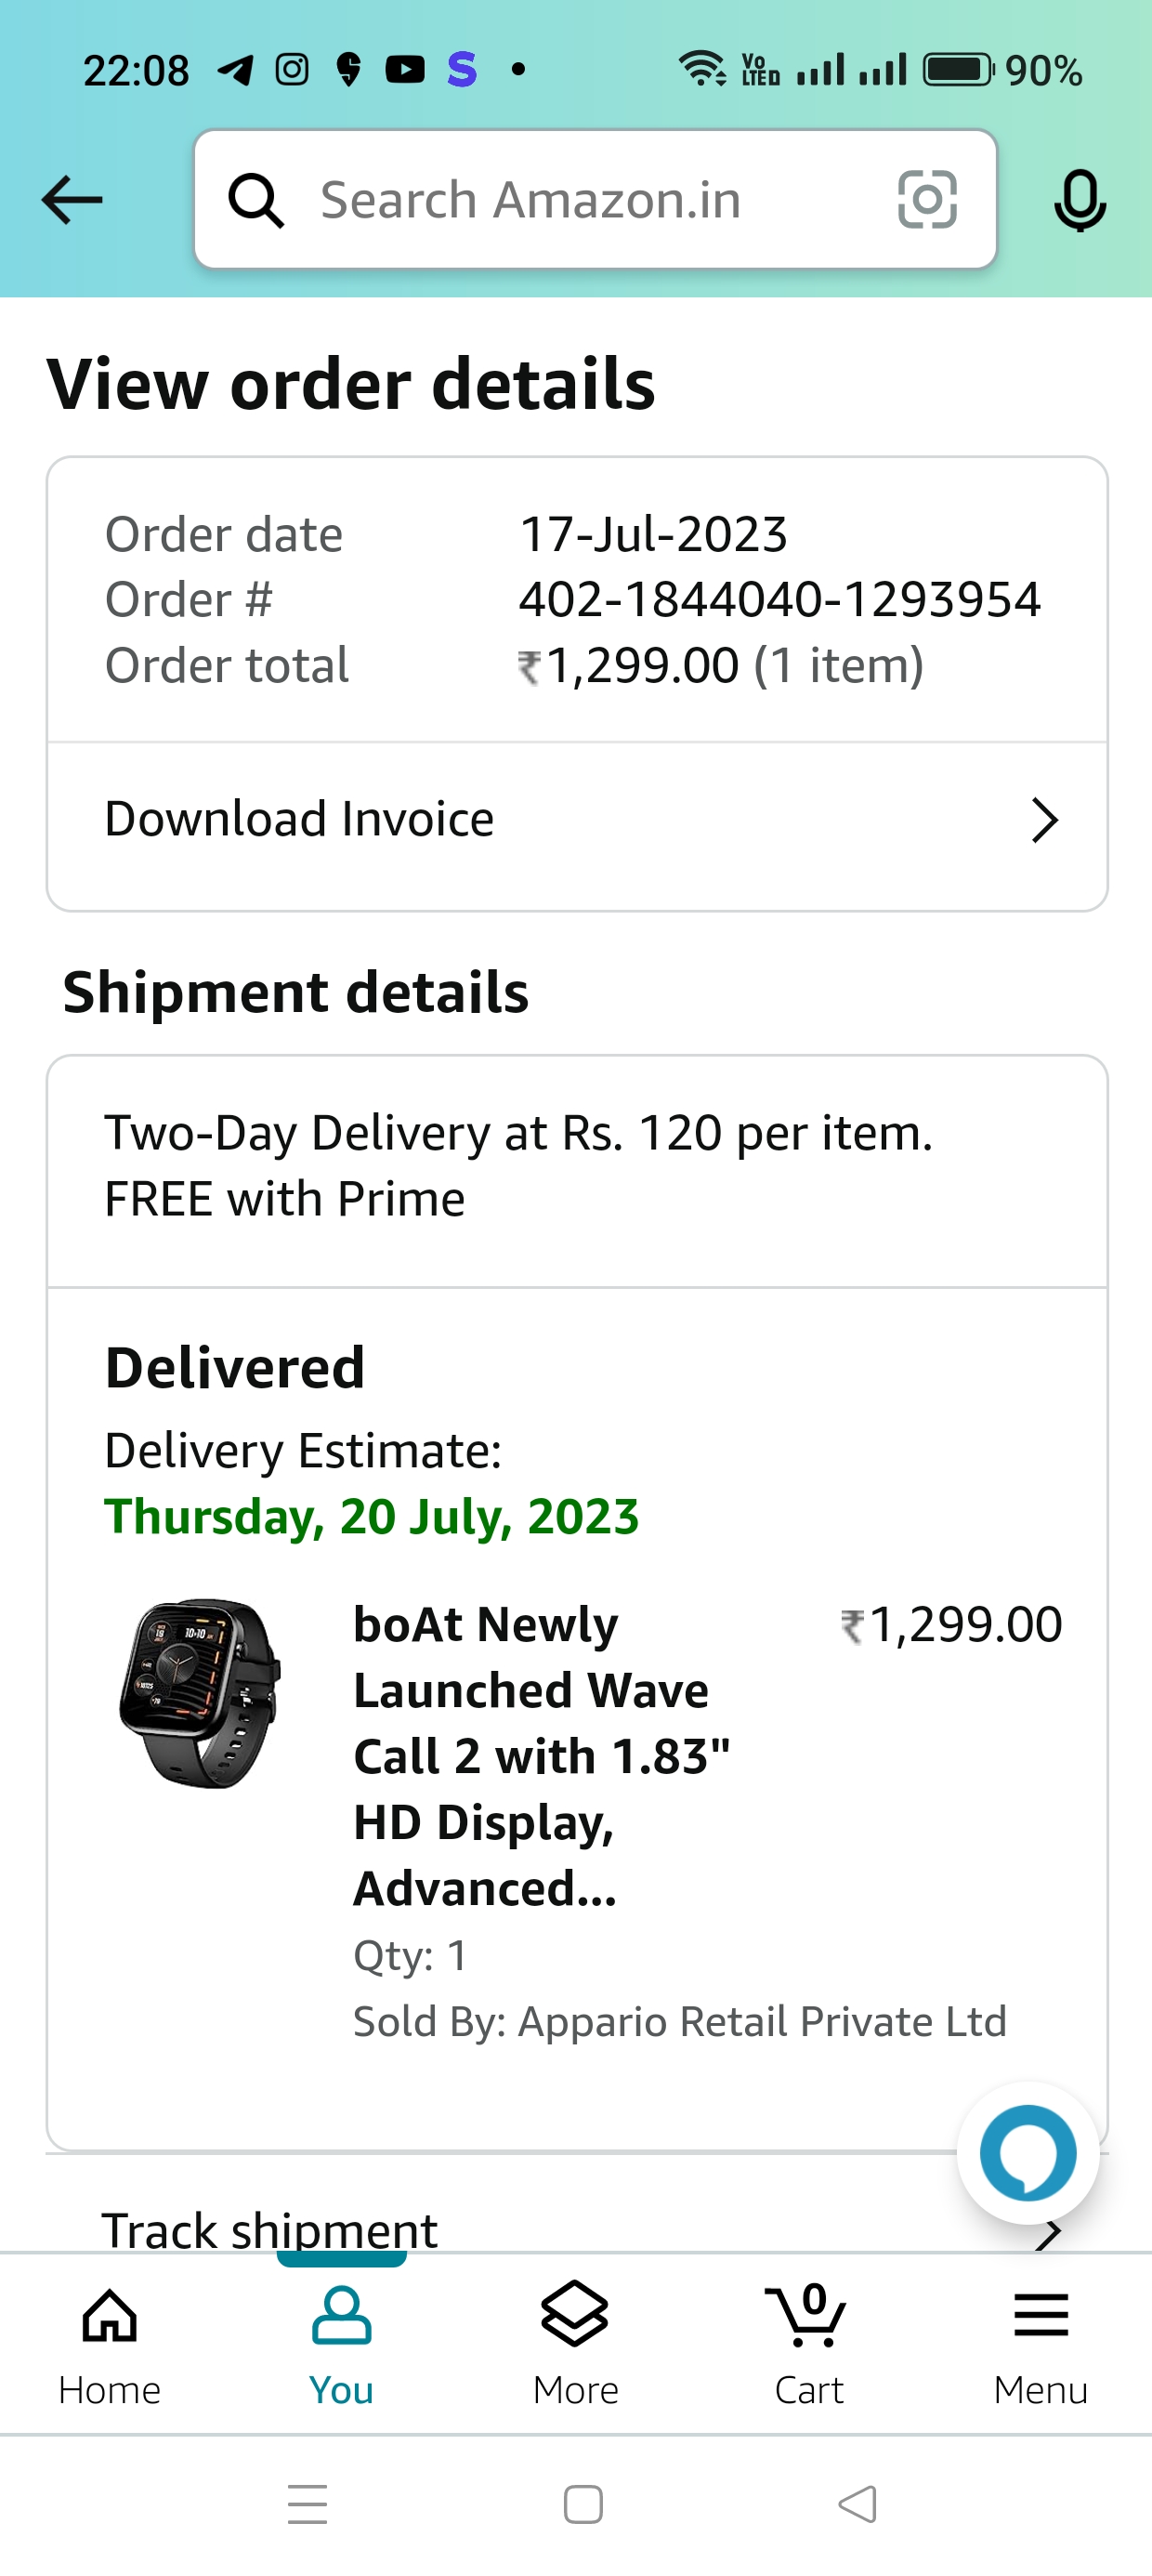 22:08
Vo LTED
90%
Search Amazon.in
View order details
Order date 17-Jul-2023
Order # 402-1844040-1293954
Order total ₹1,299.00 (1 item)
Download Invoice
Shipment details
Two-Day Delivery at Rs. 120 per item.
FREE with Prime
Delivered
Delivery Estimate:
Thursday, 20 July, 2023
boAt Newly ₹1,299.00
Launched Wave
Call 2 with 1.83"
HD Display,
Advanced...
Qty: 1
Sold By: Appario Retail Private Ltd
Track shipment
0
Home You More Cart Menu